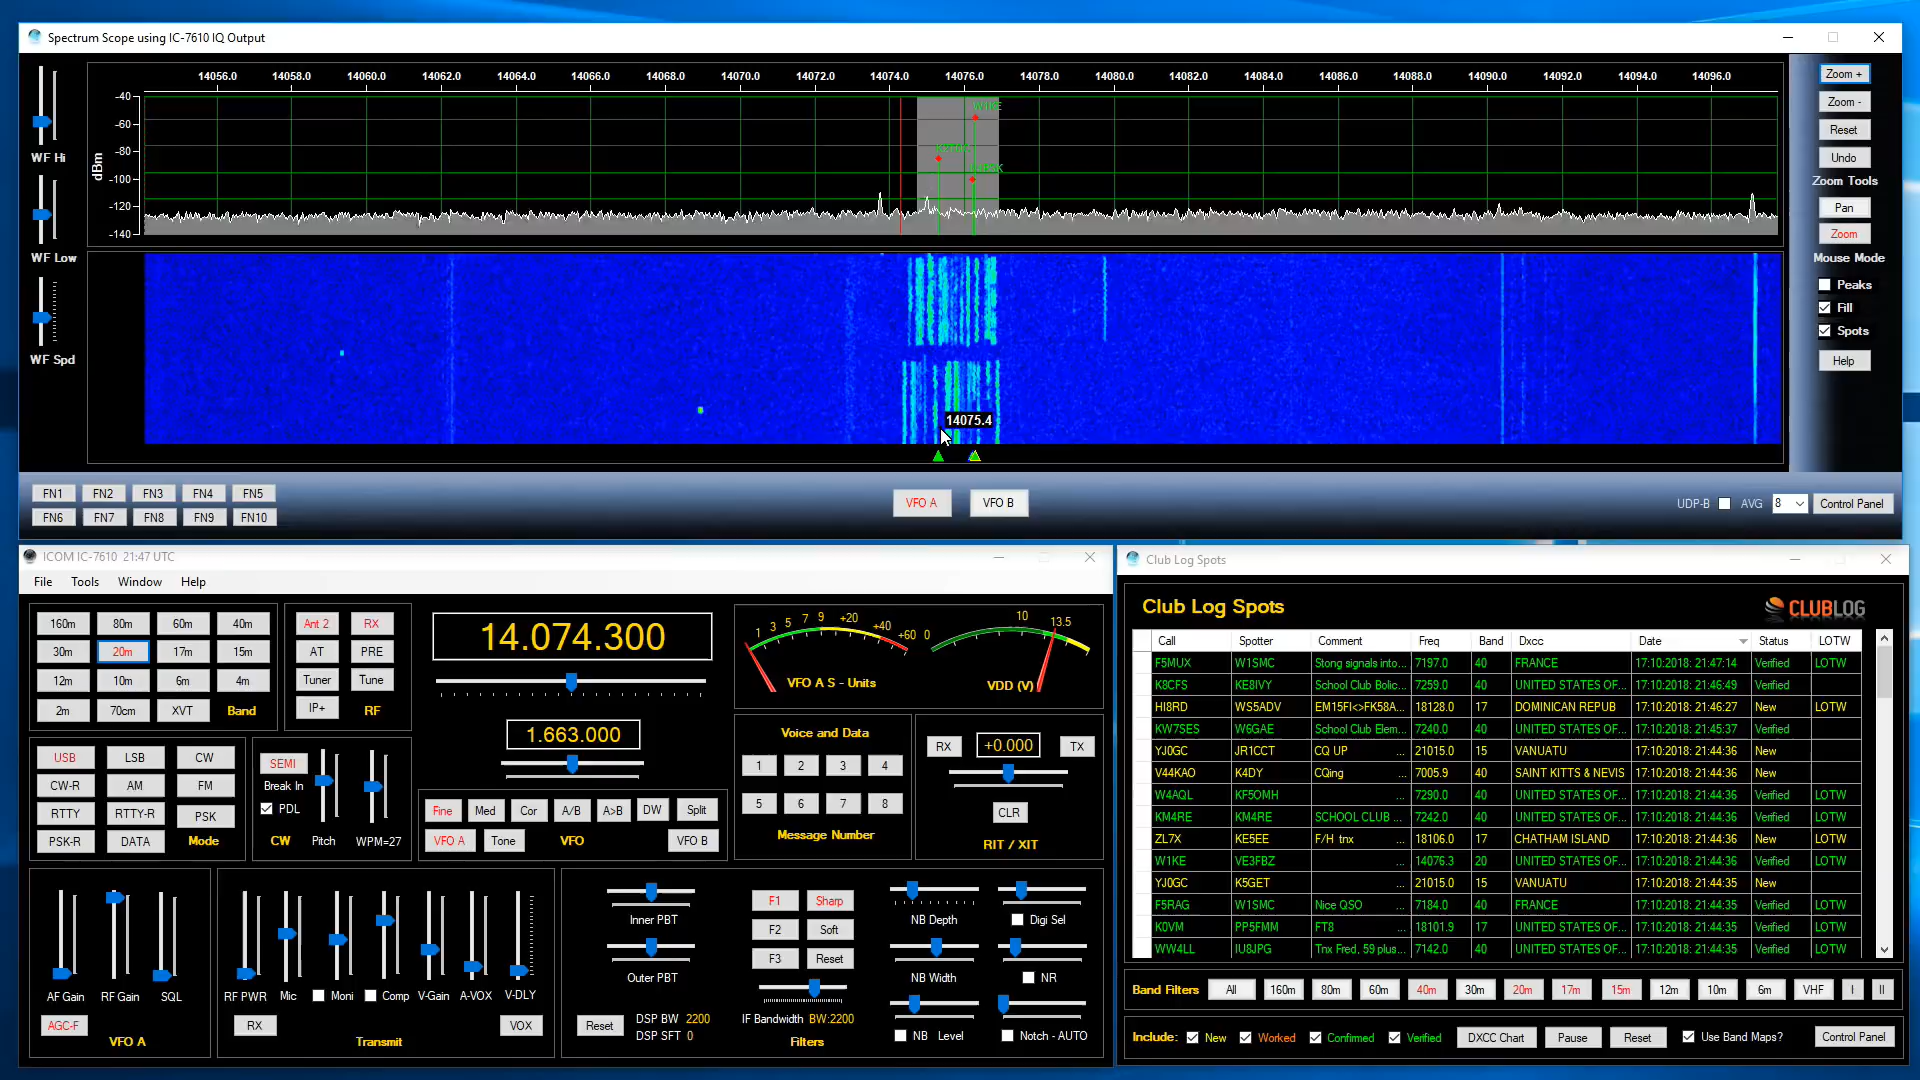 Spectrum Scope using IC-7610 IQ Output
14056.0 14058.0 14060.0 14062.0 14064.0 14066.0 14068.0 14070.0 14072.0 14074.0 14076.0 14078.0 14080.0 14082.0 14084.0 14086.0 14088.0 14090.0 14092.0 14094.0 14096.0
Zoom +
Zoom -
Reset
Undo
Zoom Tools
Pan
Zoom
Mouse Mode
Peaks
Fill
Spots
Help
WF Hi
WF Low
WF Spd
dBm
-40
-60
-80
-100
-120
-140
W1KE
14075.4
FN1 FN2 FN3 FN4 FN5
FN6 FN7 FN8 FN9 FN10
VFO A VFO B
UDP-B AVG 8 Control Panel
ICOM IC-7610 21:47 UTC
File Tools Window Help
160m 80m 60m 40m
30m 20m 17m 15m
12m 10m 6m 4m
2m 70cm XVT Band
Ant 2 RX
AT PRE
Tuner Tune
IP+ RF
14.074.300
1.663.000
1 3 5 7 9 +20 +40 +60
VFO A S - Units
0 10 13.5
VDD (V)
USB LSB CW
CW-R AM FM
RTTY RTTY-R PSK
PSK-R DATA Mode
SEMI
Break In
PDL
CW Pitch WPM=27
Fine Med Cor A/B A>B DW Split
VFO A Tone VFO VFO B
Voice and Data
1 2 3 4
5 6 7 8
Message Number
RX +0.000 TX
CLR
RIT / XIT
AF Gain RF Gain SQL
AGC-F VFO A
RF PWR Mic Moni Comp V-Gain A-VOX V-DLY
RX VOX
Transmit
Inner PBT
Outer PBT
Reset DSP BW 2200
DSP SFT 0
F1 Sharp
F2 Soft
F3 Reset
IF Bandwidth BW:2200
Filters
NB Depth Digi Sel
NB Width NR
NB Level Notch - AUTO
Club Log Spots
Club Log Spots
CLUBLOG
Call Spotter Comment Freq Band Dxcc Date Status LOTW
F5MUX W1SMC Stong signals into... 7197.0 40 FRANCE 17:10:2018: 21:47:14 Verified LOTW
K8CFS KE8IVY School Club Bolic... 7259.0 40 UNITED STATES OF... 17:10:2018: 21:46:49 Verified
HI8RD WS5ADV EM15FI<>FK58A... 18128.0 17 DOMINICAN REPUB 17:10:2018: 21:46:27 New LOTW
KW7SES W6GAE School Club Elem... 7240.0 40 UNITED STATES OF... 17:10:2018: 21:45:37 Verified
YJ0GC JR1CCT CQ UP ... 21015.0 15 VANUATU 17:10:2018: 21:44:36 New
V44KAO K4DY CQing ... 7005.9 40 SAINT KITTS & NEVIS 17:10:2018: 21:44:36 New
W4AQL KF5OMH ... 7290.0 40 UNITED STATES OF... 17:10:2018: 21:44:36 Verified LOTW
KM4RE KM4RE SCHOOL CLUB ... 7242.0 40 UNITED STATES OF... 17:10:2018: 21:44:36 Verified LOTW
ZL7X KE5EE F/H tnx ... 18106.0 17 CHATHAM ISLAND 17:10:2018: 21:44:36 New LOTW
W1KE VE3FBZ ... 14076.3 20 UNITED STATES OF... 17:10:2018: 21:44:36 Verified LOTW
YJ0GC K5GET ... 21015.0 15 VANUATU 17:10:2018: 21:44:35 New
F5RAG W1SMC Nice QSO ... 7184.0 40 FRANCE 17:10:2018: 21:44:35 Verified LOTW
K0VM PP5FMM FT8 ... 18101.9 17 UNITED STATES OF... 17:10:2018: 21:44:35 Verified LOTW
WW4LL IU8JPG Tnx Fred, 59 plus... 7142.0 40 UNITED STATES OF... 17:10:2018: 21:44:35 Verified LOTW
Band Filters All 160m 80m 60m 40m 30m 20m 17m 15m 12m 10m 6m VHF I II
Include: New Worked Confirmed Verified DXCC Chart Pause Reset Use Band Maps? Control Panel